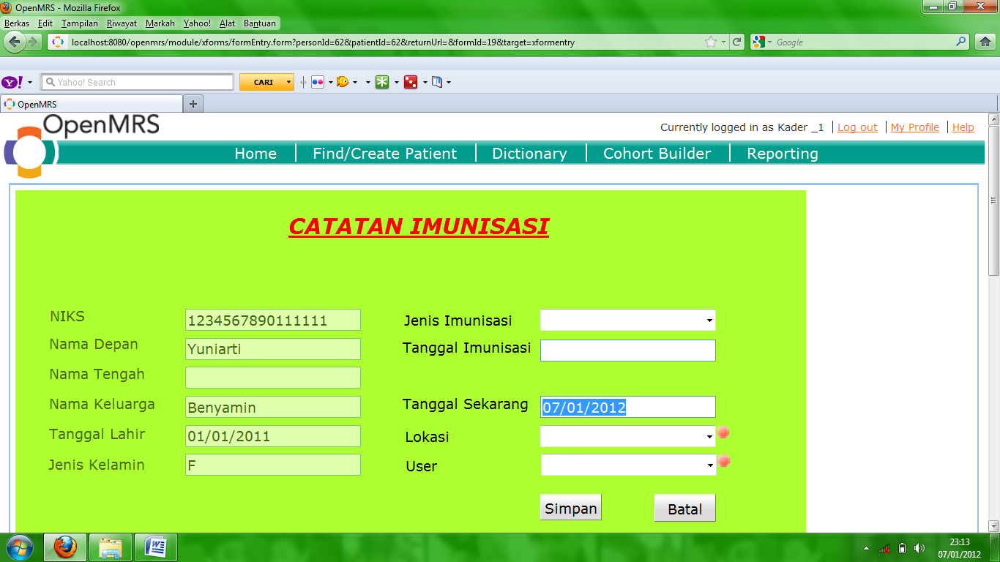 OpenMRS - Mozilla Firefox
Berkas Edit Tampilan Riwayat Markah Yahoo! Alat Bantuan
localhost:8080/openmrs/module/xforms/formEntry.form?personId=62&patientId=62&returnUrl=&formId=19&target=xformentry
Google
Y! Yahoo! Search CARI
OpenMRS
OpenMRS
Currently logged in as Kader _1 Log out My Profile Help
Home Find/Create Patient Dictionary Cohort Builder Reporting
CATATAN IMUNISASI
NIKS 1234567890111111 Jenis Imunisasi
Nama Depan Yuniarti Tanggal Imunisasi
Nama Tengah
Nama Keluarga Benyamin Tanggal Sekarang 07/01/2012
Tanggal Lahir 01/01/2011 Lokasi
Jenis Kelamin F User
Simpan Batal
23:13
07/01/2012